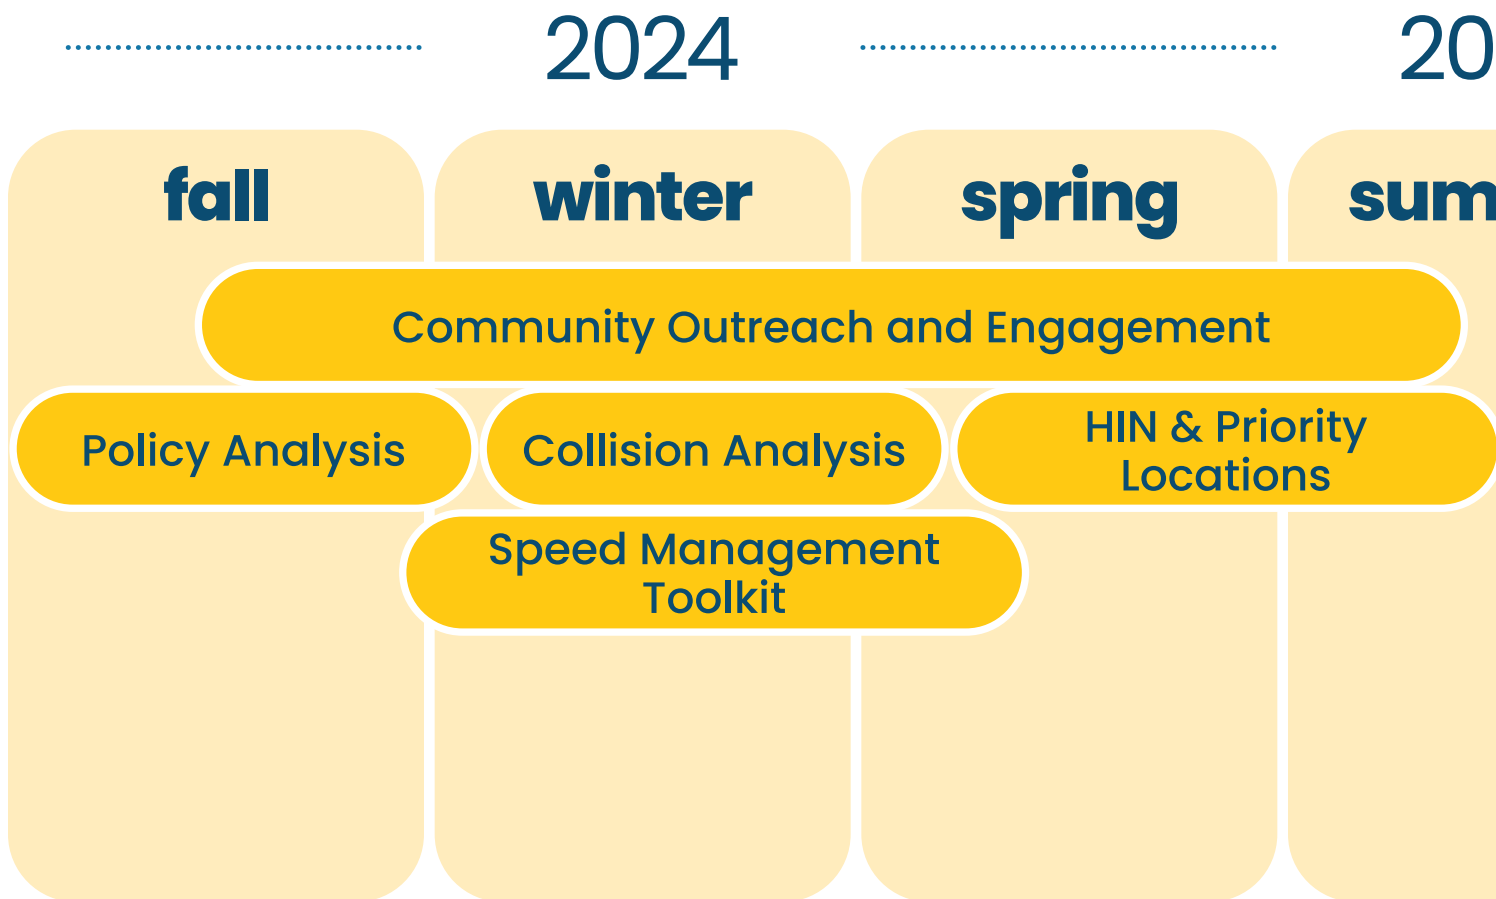 2024 20
fall winter spring sum
Community Outreach and Engagement
Policy Analysis
Collision Analysis
HIN & Priority
Locations
Speed Management
Toolkit